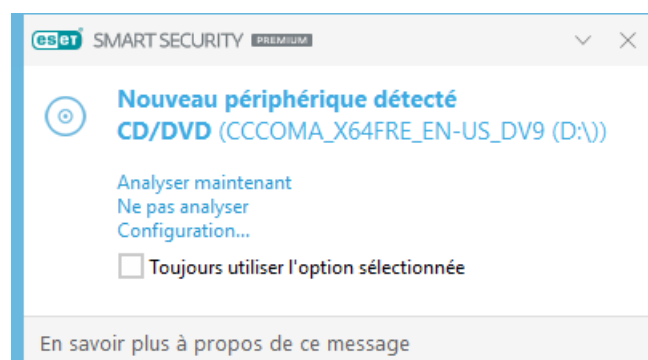 eseT SMART SECURITY PREMIUM
Nouveau périphérique détecté
CD/DVD (CCCOMA_X64FRE_EN-US_DV9 (D:\))
Analyser maintenant
Ne pas analyser
Configuration...
Toujours utiliser l'option sélectionnée
En savoir plus à propos de ce message